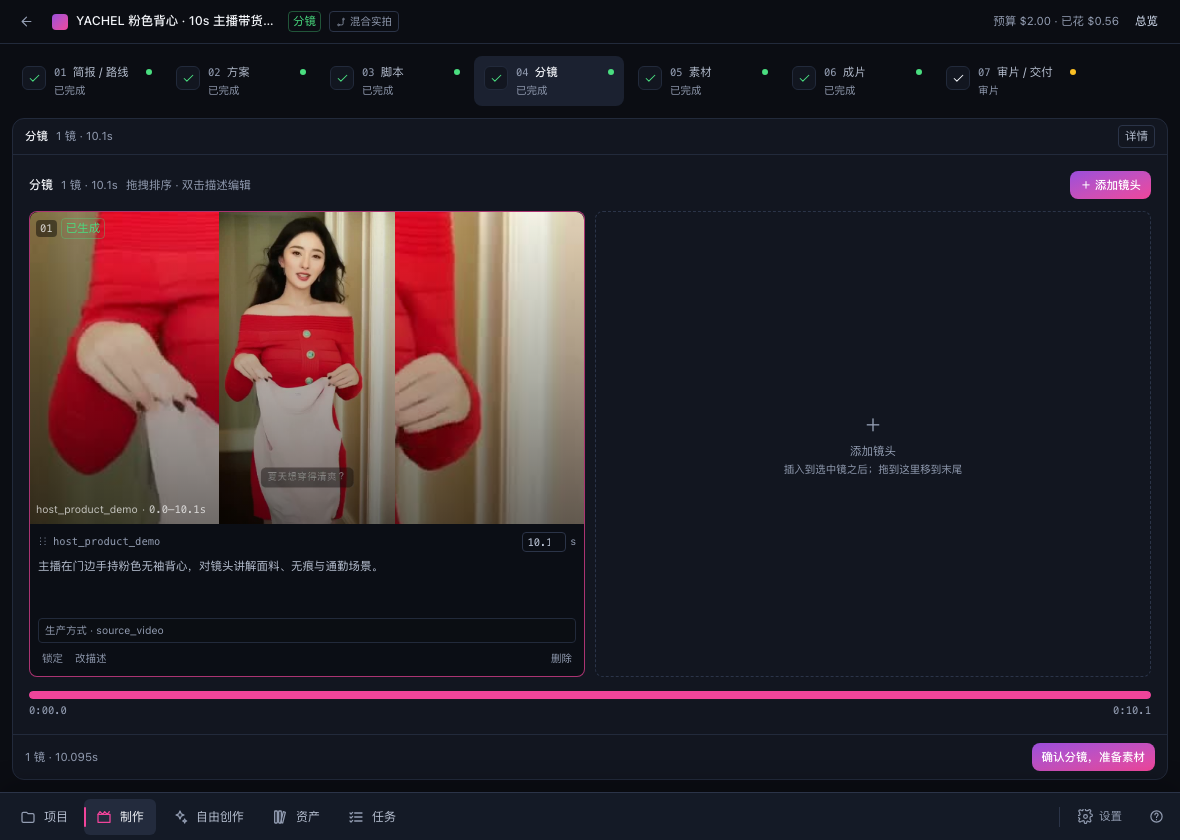 YACHEL 粉色背心 · 10s 主播带货... 分镜 混合实拍 预算 $2.00 · 已花 $0.56 总览
01 简报 / 路线
已完成
02 方案
已完成
03 脚本
已完成
04 分镜
已完成
05 素材
已完成
06 成片
已完成
07 审片 / 交付
审片
分镜 1 镜 · 10.1s 详情
分镜 1 镜 · 10.1s 拖拽排序 · 双击描述编辑 + 添加镜头
01 已生成
夏天想穿得清爽？
host_product_demo · 0.0–10.1s
host_product_demo 10.1 s
主播在门边手持粉色无袖背心，对镜头讲解面料、无痕与通勤场景。
生产方式 · source_video
锁定 改描述 删除
添加镜头
插入到选中镜之后；拖到这里移到末尾
0:00.0 0:10.1
1 镜 · 10.095s 确认分镜，准备素材
项目 制作 自由创作 资产 任务 设置